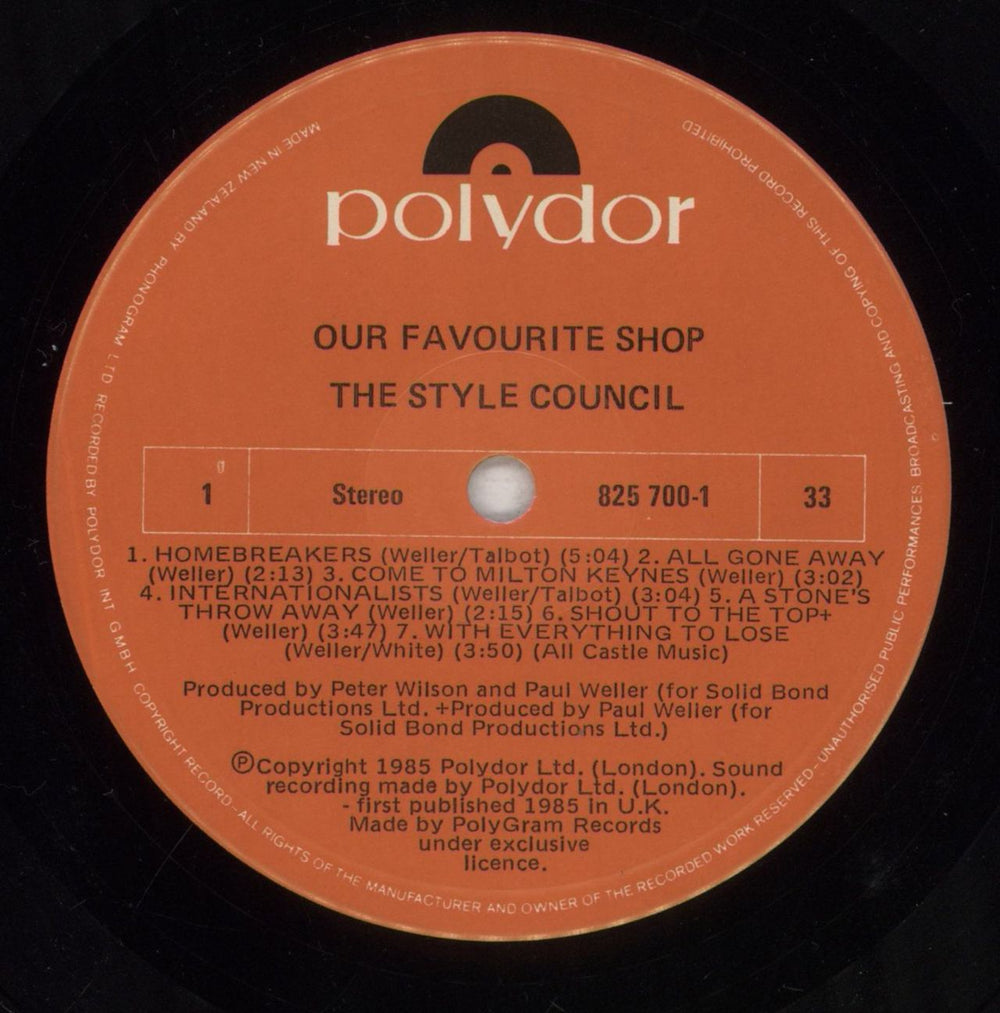 polydor
OUR FAVOURITE SHOP
THE STYLE COUNCIL
1 Stereo 825 700-1 33
1. HOMEBREAKERS (Weller/Talbot) (5:04) 2. ALL GONE AWAY
(Weller) (2:13) 3. COME TO MILTON KEYNES (Weller) (3:02)
4. INTERNATIONALISTS (Weller/Talbot) (3:04) 5. A STONE'S
THROW AWAY (Weller) (2:15) 6. SHOUT TO THE TOP+
(Weller) (3:47) 7. WITH EVERYTHING TO LOSE
(Weller/White) (3:50) (All Castle Music)
Produced by Peter Wilson and Paul Weller (for Solid Bond
Productions Ltd. +Produced by Paul Weller (for
Solid Bond Productions Ltd.)
ⓅCopyright 1985 Polydor Ltd. (London). Sound
recording made by Polydor Ltd. (London).
- first published 1985 in U.K.
Made by PolyGram Records
under exclusive
licence.
MADE IN NEW ZEALAND BY PHONOGRAM LTD RECORDED BY POLYDOR INT GMBH COPYRIGHT RECORD - ALL RIGHTS OF THE MANUFACTURER AND OWNER OF THE RECORDED WORK RESERVED - UNAUTHORISED PUBLIC PERFORMANCES BROADCASTING AND COPYING OF THIS RECORD PROHIBITED